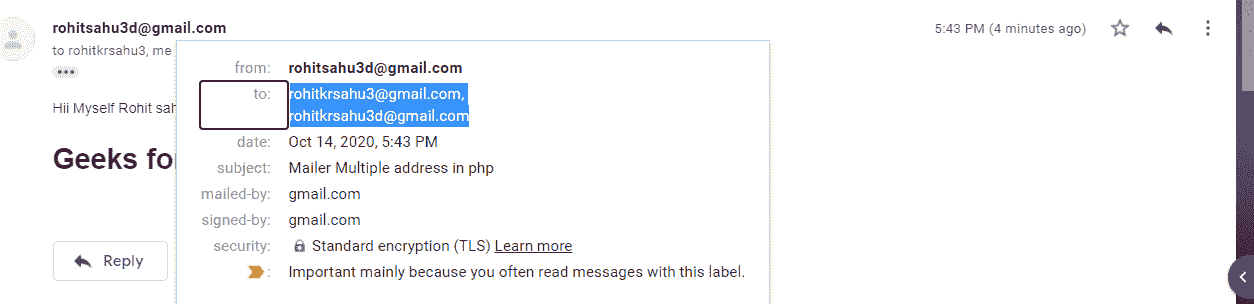 rohitsahu3d@gmail.com 5:43 PM (4 minutes ago)
to rohitkrsahu3, me
from: rohitsahu3d@gmail.com
to: rohitkrsahu3@gmail.com,
rohitkrsahu3d@gmail.com
Hii Myself Rohit sah
date: Oct 14, 2020, 5:43 PM
Geeks fo
subject: Mailer Multiple address in php
mailed-by: gmail.com
signed-by: gmail.com
security: Standard encryption (TLS) Learn more
Reply
: Important mainly because you often read messages with this label.